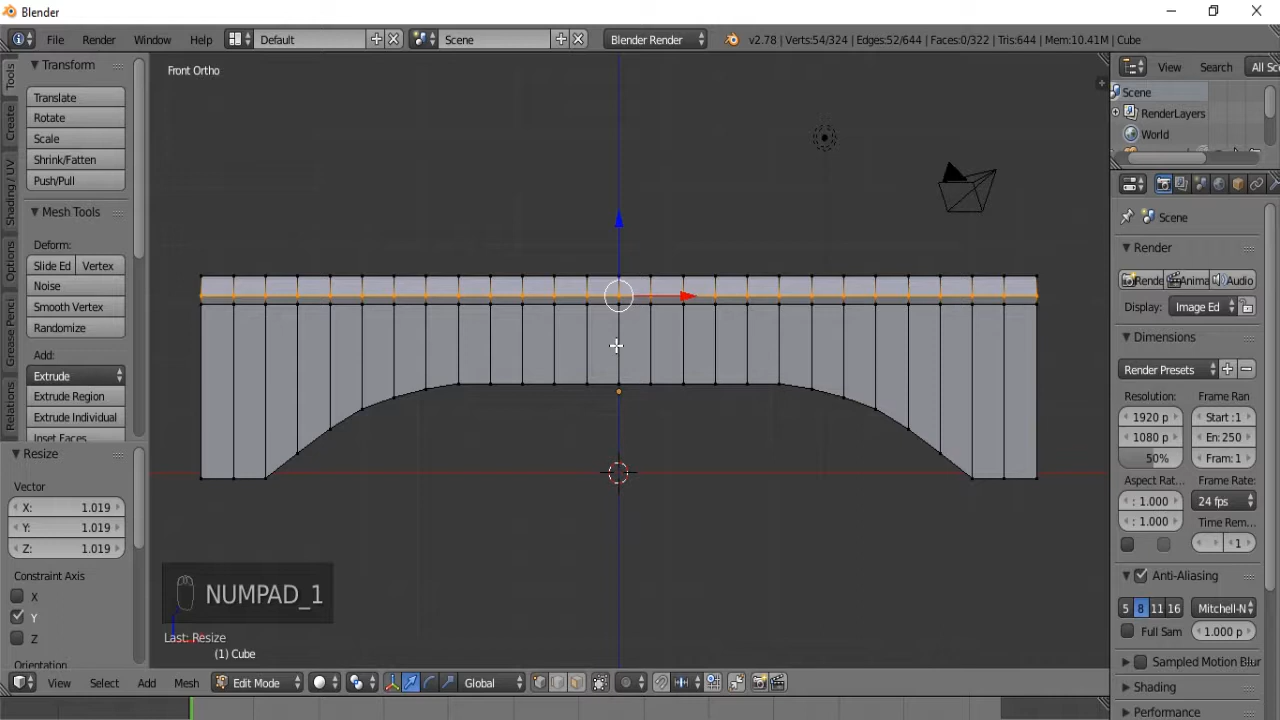 Blender
File Render Window Help Default Scene Blender Render v2.78 | Verts:54/324 | Edges:52/644 | Faces:0/322 | Tris:644 | Mem:10.41M | Cube
Tools
Create
Shading / UV
Options
Grease Penci
Relations
Transform
Translate
Rotate
Scale
Shrink/Fatten
Push/Pull
Mesh Tools
Deform:
Slide Ed Vertex
Noise
Smooth Vertex
Randomize
Add:
Extrude
Extrude Region
Extrude Individual
Inset Faces
Resize
Vector
X: 1.019
Y: 1.019
Z: 1.019
Constraint Axis
X
Y
Z
Orientation
Front Ortho
NUMPAD_1
Last: Resize
(1) Cube
View Select Add Mesh Edit Mode Global
View Search All Sc
Scene
RenderLayers
World
Scene
Render
Rende Anima Audio
Display: Image Ed
Dimensions
Render Presets
Resolution: Frame Ran
1920 p Start :1
1080 p En: 250
50% Fram: 1
Aspect Rat... Frame Rate:
: 1.000 24 fps
: 1.000 Time Rem...
1
Anti-Aliasing
5 8 11 16 Mitchell-N
Full Sam 1.000 p
Sampled Motion Blur
Shading
Performance